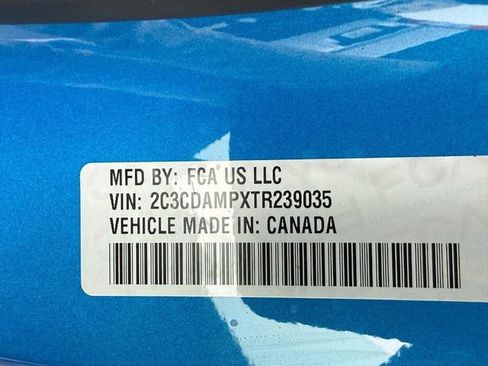 MFD BY: FCA US LLC
VIN: 2C3CDAMPXTR239035
VEHICLE MADE IN: CANADA